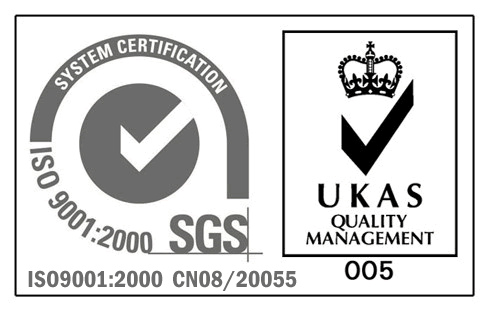 SYSTEM CERTIFICATION
ISO 9001:2000
SGS
ISO9001:2000 CN08/20055
UKAS
QUALITY
MANAGEMENT
005